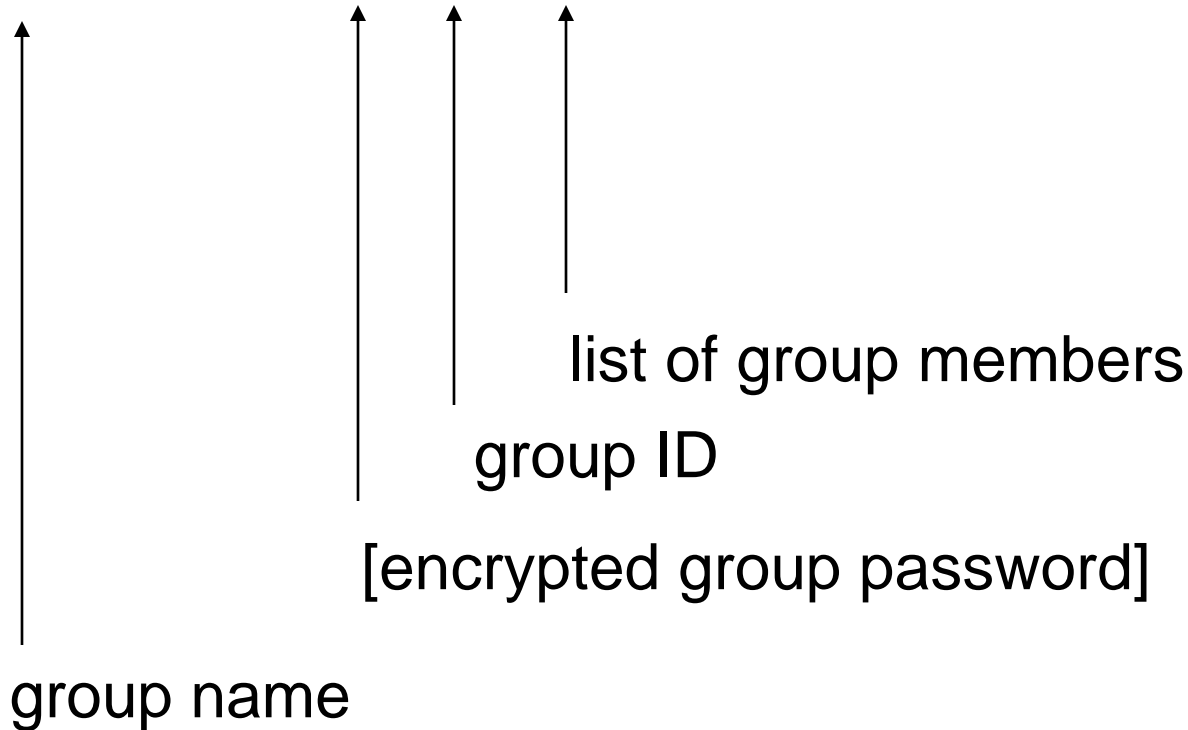 list of group members
group ID
[encrypted group password]
group name